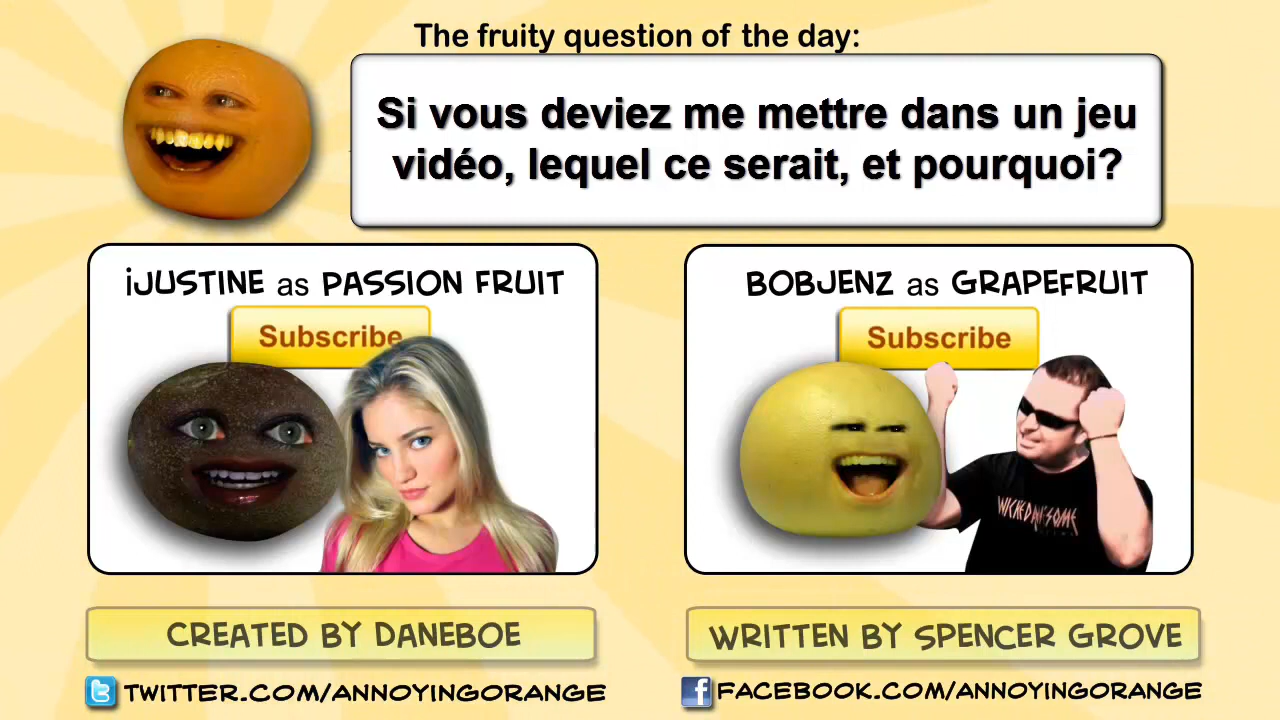 The fruity question of the day:
Si vous deviez me mettre dans un jeu
vidéo, lequel ce serait, et pourquoi?
iJUSTINE as PASSION FRUIT
Subscribe
BOBJENZ as GRAPEFRUIT
Subscribe
CREATED BY DANEBOE
WRITTEN BY SPENCER GROVE
TWITTER.COM/ANNOYINGORANGE
FACEBOOK.COM/ANNOYINGORANGE